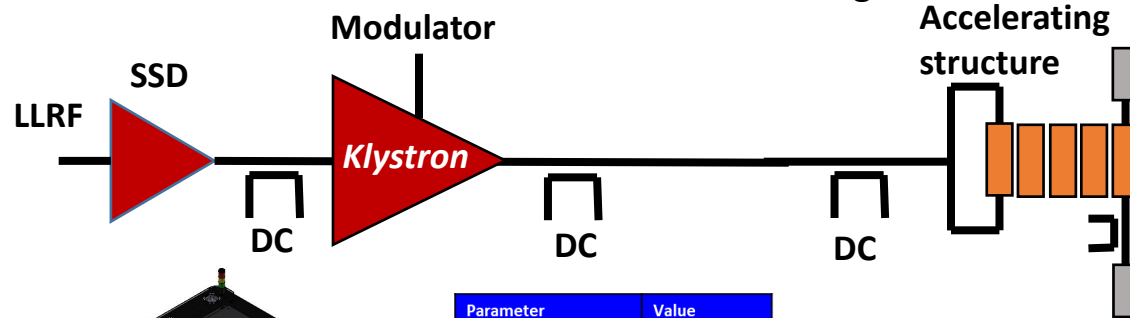 Accelerating
structure
Modulator
SSD
LLRF
Klystron
DC
DC
DC
Parameter Value